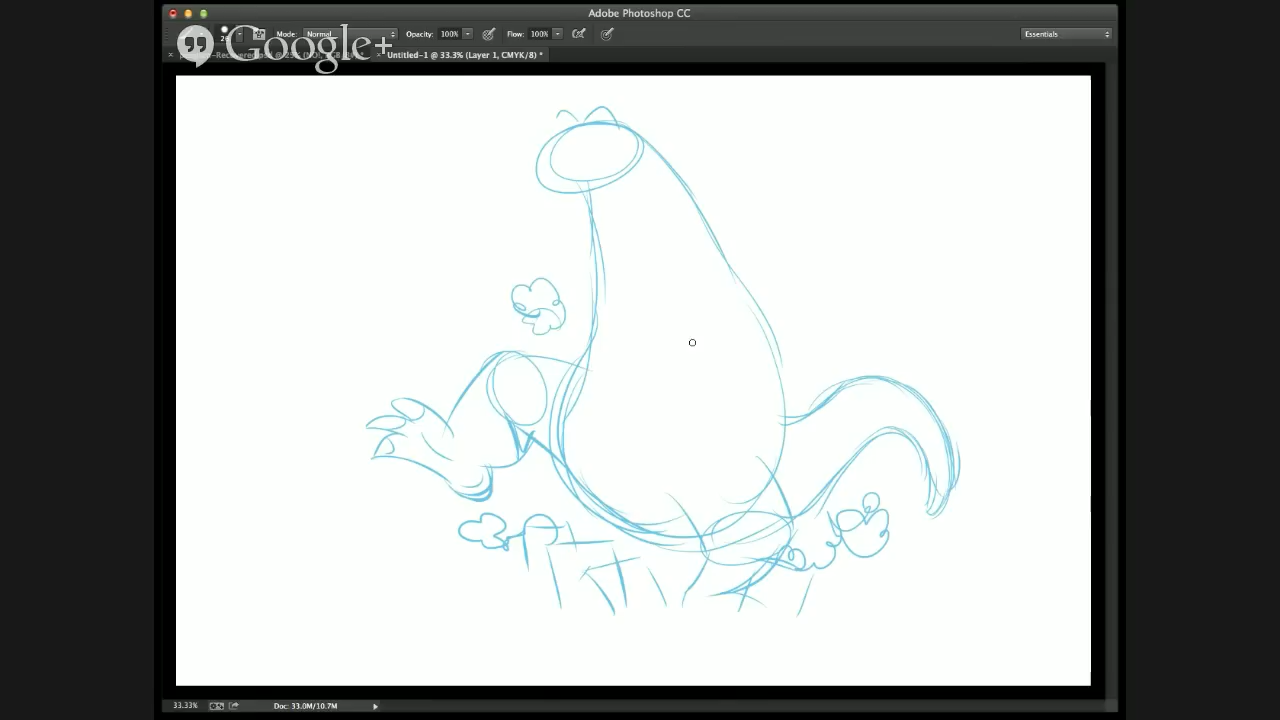 Adobe Photoshop CC
Google+
Mode: Normal Opacity: 100% Flow: 100% Essentials
Untitled-1 @ 33.3% (Layer 1, CMYK/8) *
33.33% Doc: 33.0M/10.7M